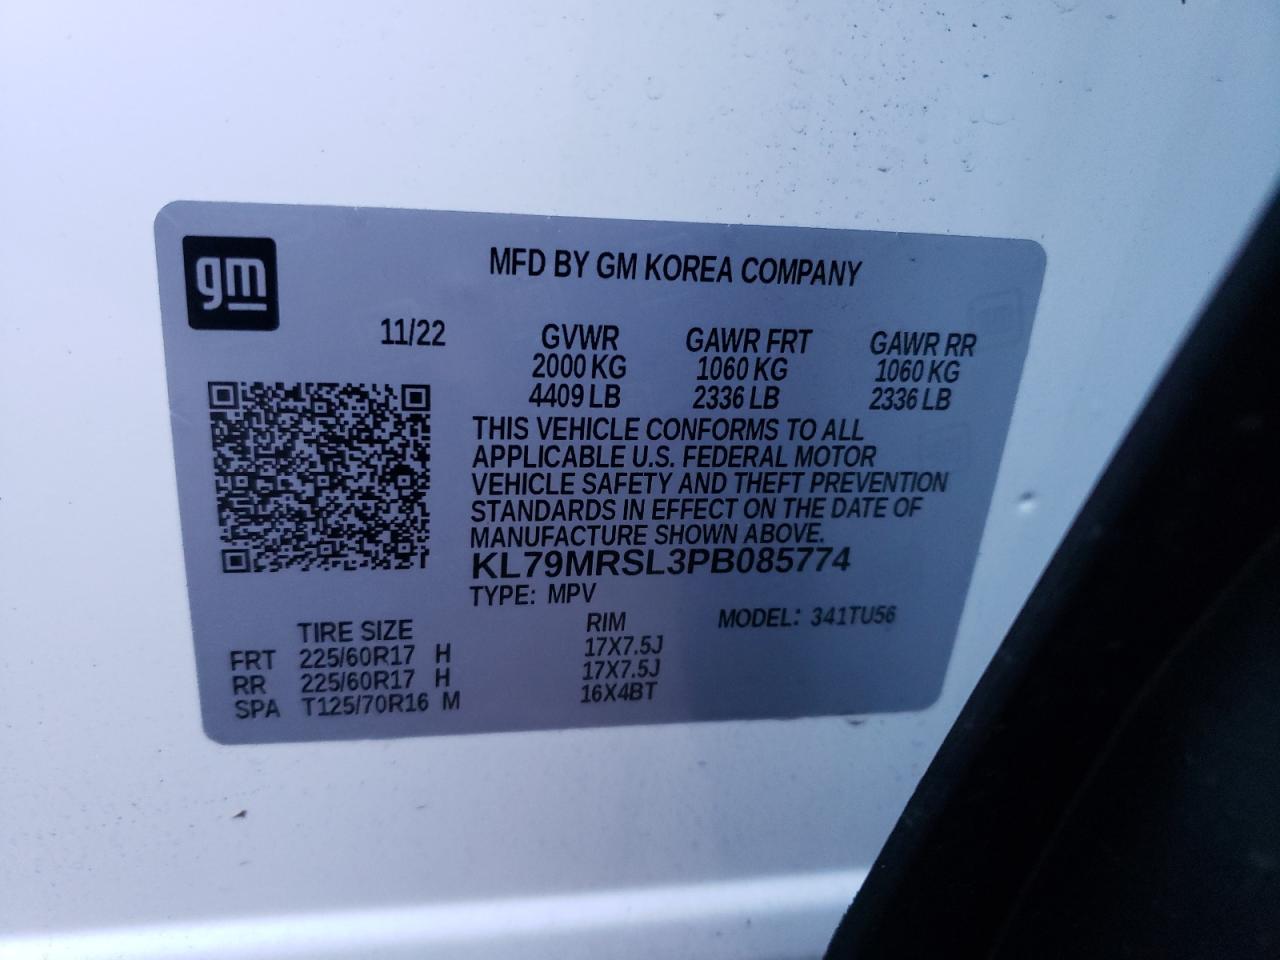 gm
MFD BY GM KOREA COMPANY
11/22 GVWR GAWR FRT GAWR RR
2000 KG 1060 KG 1060 KG
4409 LB 2336 LB 2336 LB
THIS VEHICLE CONFORMS TO ALL
APPLICABLE U.S. FEDERAL MOTOR
VEHICLE SAFETY AND THEFT PREVENTION
STANDARDS IN EFFECT ON THE DATE OF
MANUFACTURE SHOWN ABOVE.
KL79MRSL3PB085774
TYPE: MPV
TIRE SIZE RIM MODEL: 341TU56
FRT 225/60R17 H 17X7.5J
RR 225/60R17 H 17X7.5J
SPA T125/70R16 M 16X4BT